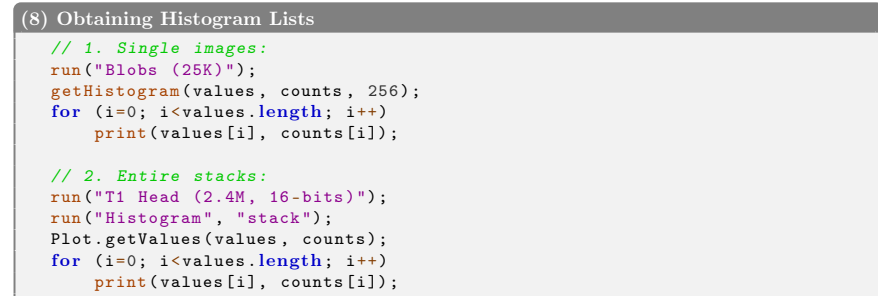 (8) Obtaining Histogram Lists
// 1. Single images:
run("Blobs (25K)");
getHistogram(values, counts, 256);
for (i=0; i<values.length; i++)
    print(values[i], counts[i]);

// 2. Entire stacks:
run("T1 Head (2.4M, 16-bits)");
run("Histogram", "stack");
Plot.getValues(values, counts);
for (i=0; i<values.length; i++)
    print(values[i], counts[i]);